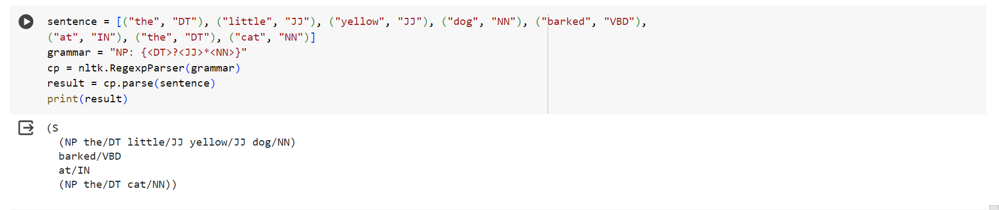 sentence = [("the", "DT"), ("little", "JJ"), ("yellow", "JJ"), ("dog", "NN"), ("barked", "VBD"),
("at", "IN"), ("the", "DT"), ("cat", "NN")]
grammar = "NP: {<DT>?<JJ>*<NN>}"
cp = nltk.RegexpParser(grammar)
result = cp.parse(sentence)
print(result)
(S
  (NP the/DT little/JJ yellow/JJ dog/NN)
  barked/VBD
  at/IN
  (NP the/DT cat/NN))